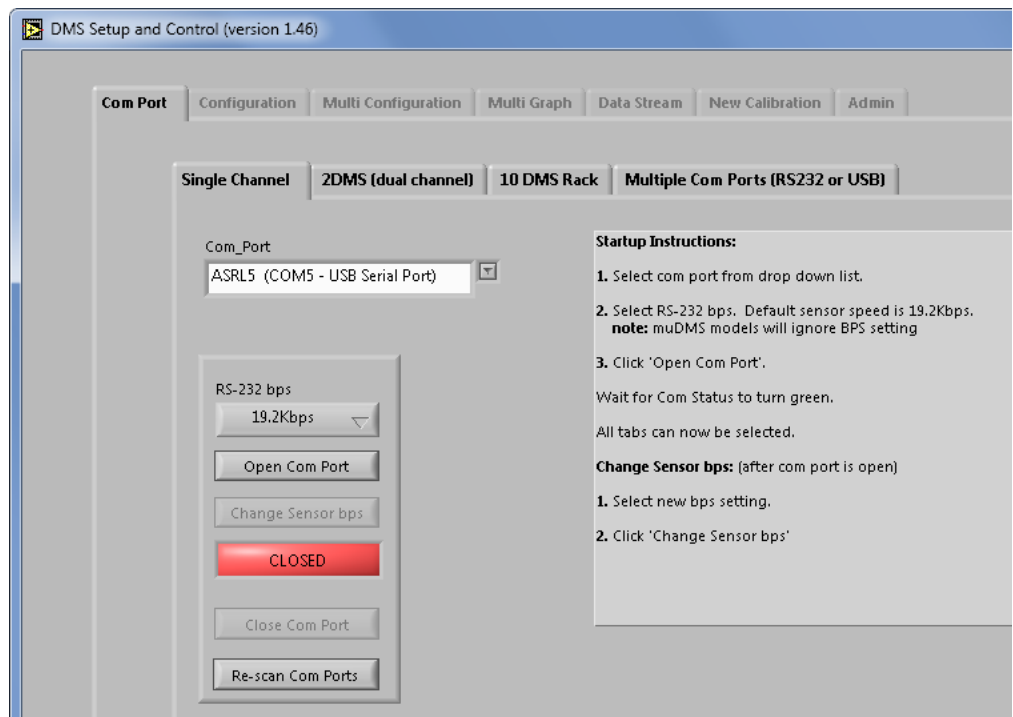 DMS Setup and Control (version 1.46)
Com Port Configuration Multi Configuration Multi Graph Data Stream New Calibration Admin
Single Channel 2DMS (dual channel) 10 DMS Rack Multiple Com Ports (RS232 or USB)
Com_Port
ASRL5 (COM5 - USB Serial Port)
RS-232 bps
19.2Kbps
Open Com Port
Change Sensor bps
CLOSED
Close Com Port
Re-scan Com Ports
Startup Instructions:
1. Select com port from drop down list.
2. Select RS-232 bps. Default sensor speed is 19.2Kbps.
note: muDMS models will ignore BPS setting
3. Click 'Open Com Port'.
Wait for Com Status to turn green.
All tabs can now be selected.
Change Sensor bps: (after com port is open)
1. Select new bps setting.
2. Click 'Change Sensor bps'